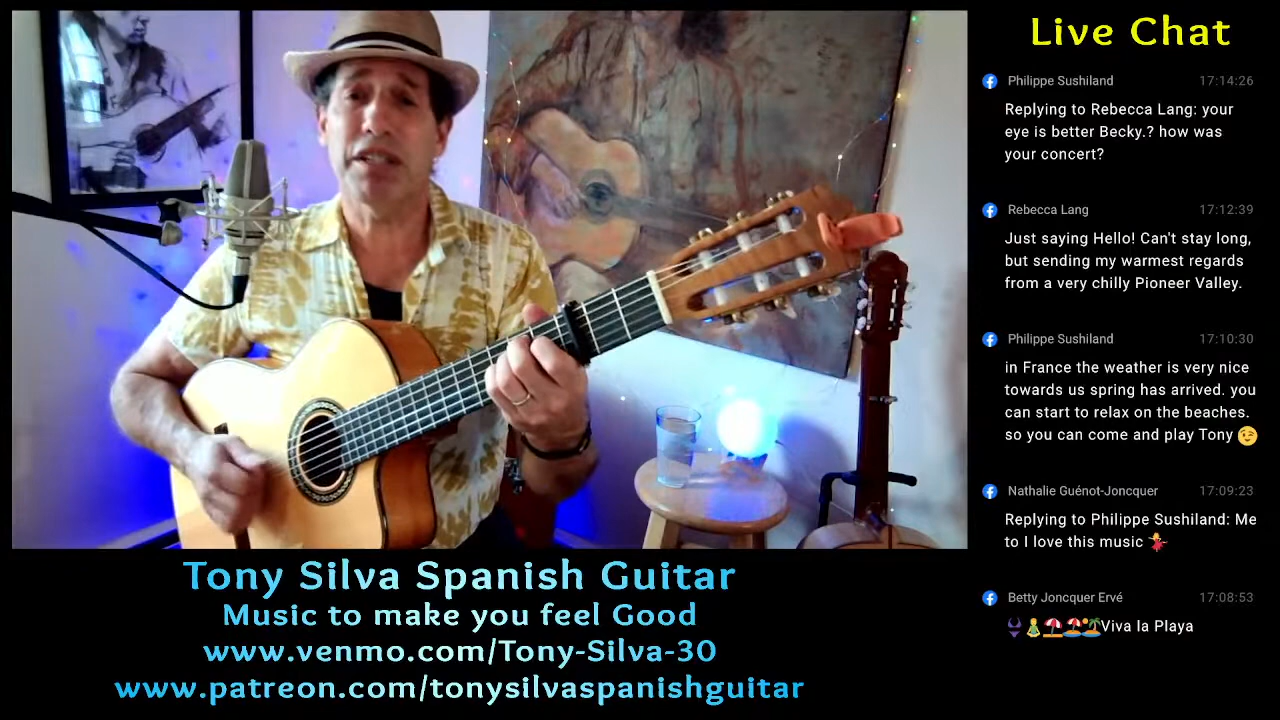 Live Chat
Philippe Sushiland 17:14:26
Replying to Rebecca Lang: your
eye is better Becky.? how was
your concert?
Rebecca Lang 17:12:39
Just saying Hello! Can't stay long,
but sending my warmest regards
from a very chilly Pioneer Valley.
Philippe Sushiland 17:10:30
in France the weather is very nice
towards us spring has arrived. you
can start to relax on the beaches.
so you can come and play Tony 😉
Nathalie Guénot-Joncquer 17:09:23
Replying to Philippe Sushiland: Me
to I love this music 💃
Betty Joncquer Ervé 17:08:53
👙🧘⛱️🏖️🏝️Viva la Playa
Tony Silva Spanish Guitar
Music to make you feel Good
www.venmo.com/Tony-Silva-30
www.patreon.com/tonysilvaspanishguitar